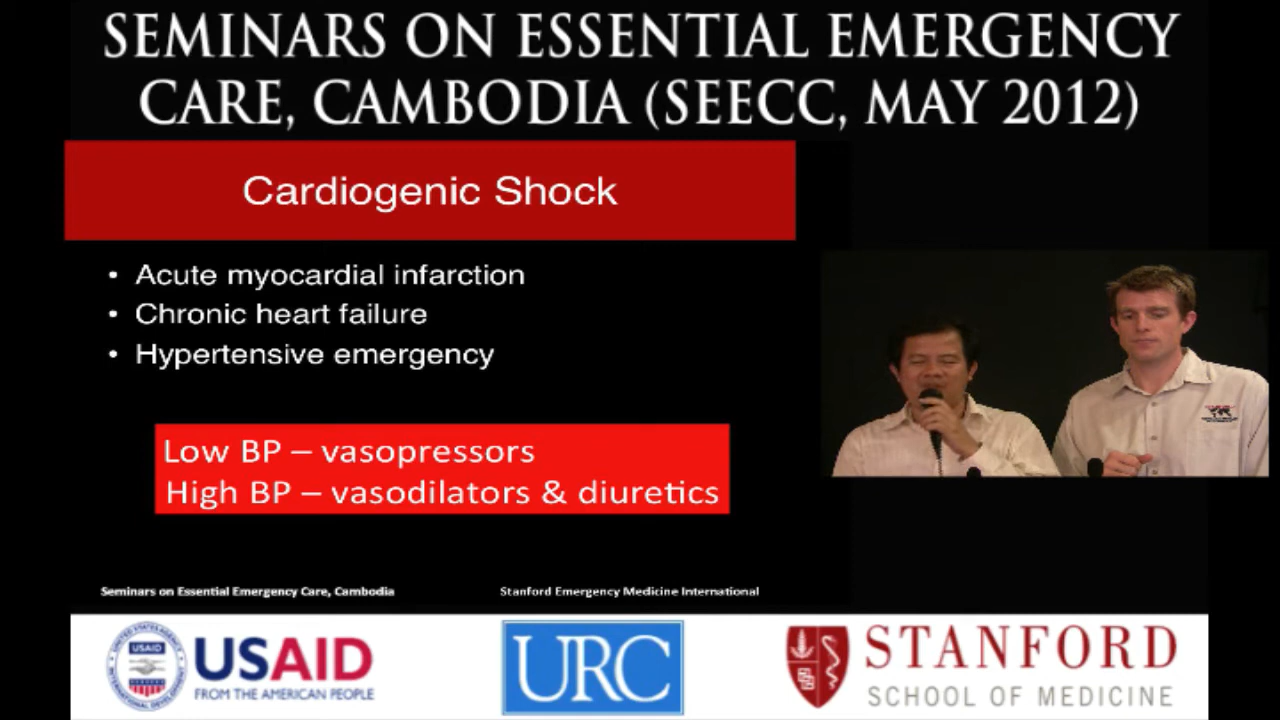 SEMINARS ON ESSENTIAL EMERGENCY
CARE, CAMBODIA (SEECC, MAY 2012)
Cardiogenic Shock
• Acute myocardial infarction
• Chronic heart failure
• Hypertensive emergency
Low BP – vasopressors
High BP – vasodilators & diuretics
Seminars on Essential Emergency Care, Cambodia
Stanford Emergency Medicine International
USAID
FROM THE AMERICAN PEOPLE
URC
STANFORD
SCHOOL OF MEDICINE